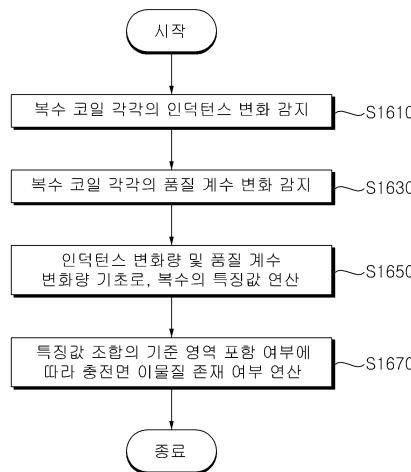 시작
복수 코일 각각의 인덕턴스 변화 감지
S1610
복수 코일 각각의 품질 계수 변화 감지
S1630
인덕턴스 변화량 및 품질 계수
변화량 기초로, 복수의 특징값 연산
S1650
특징값 조합의 기준 영역 포함 여부에
따라 충전면 이물질 존재 여부 연산
S1670
종료